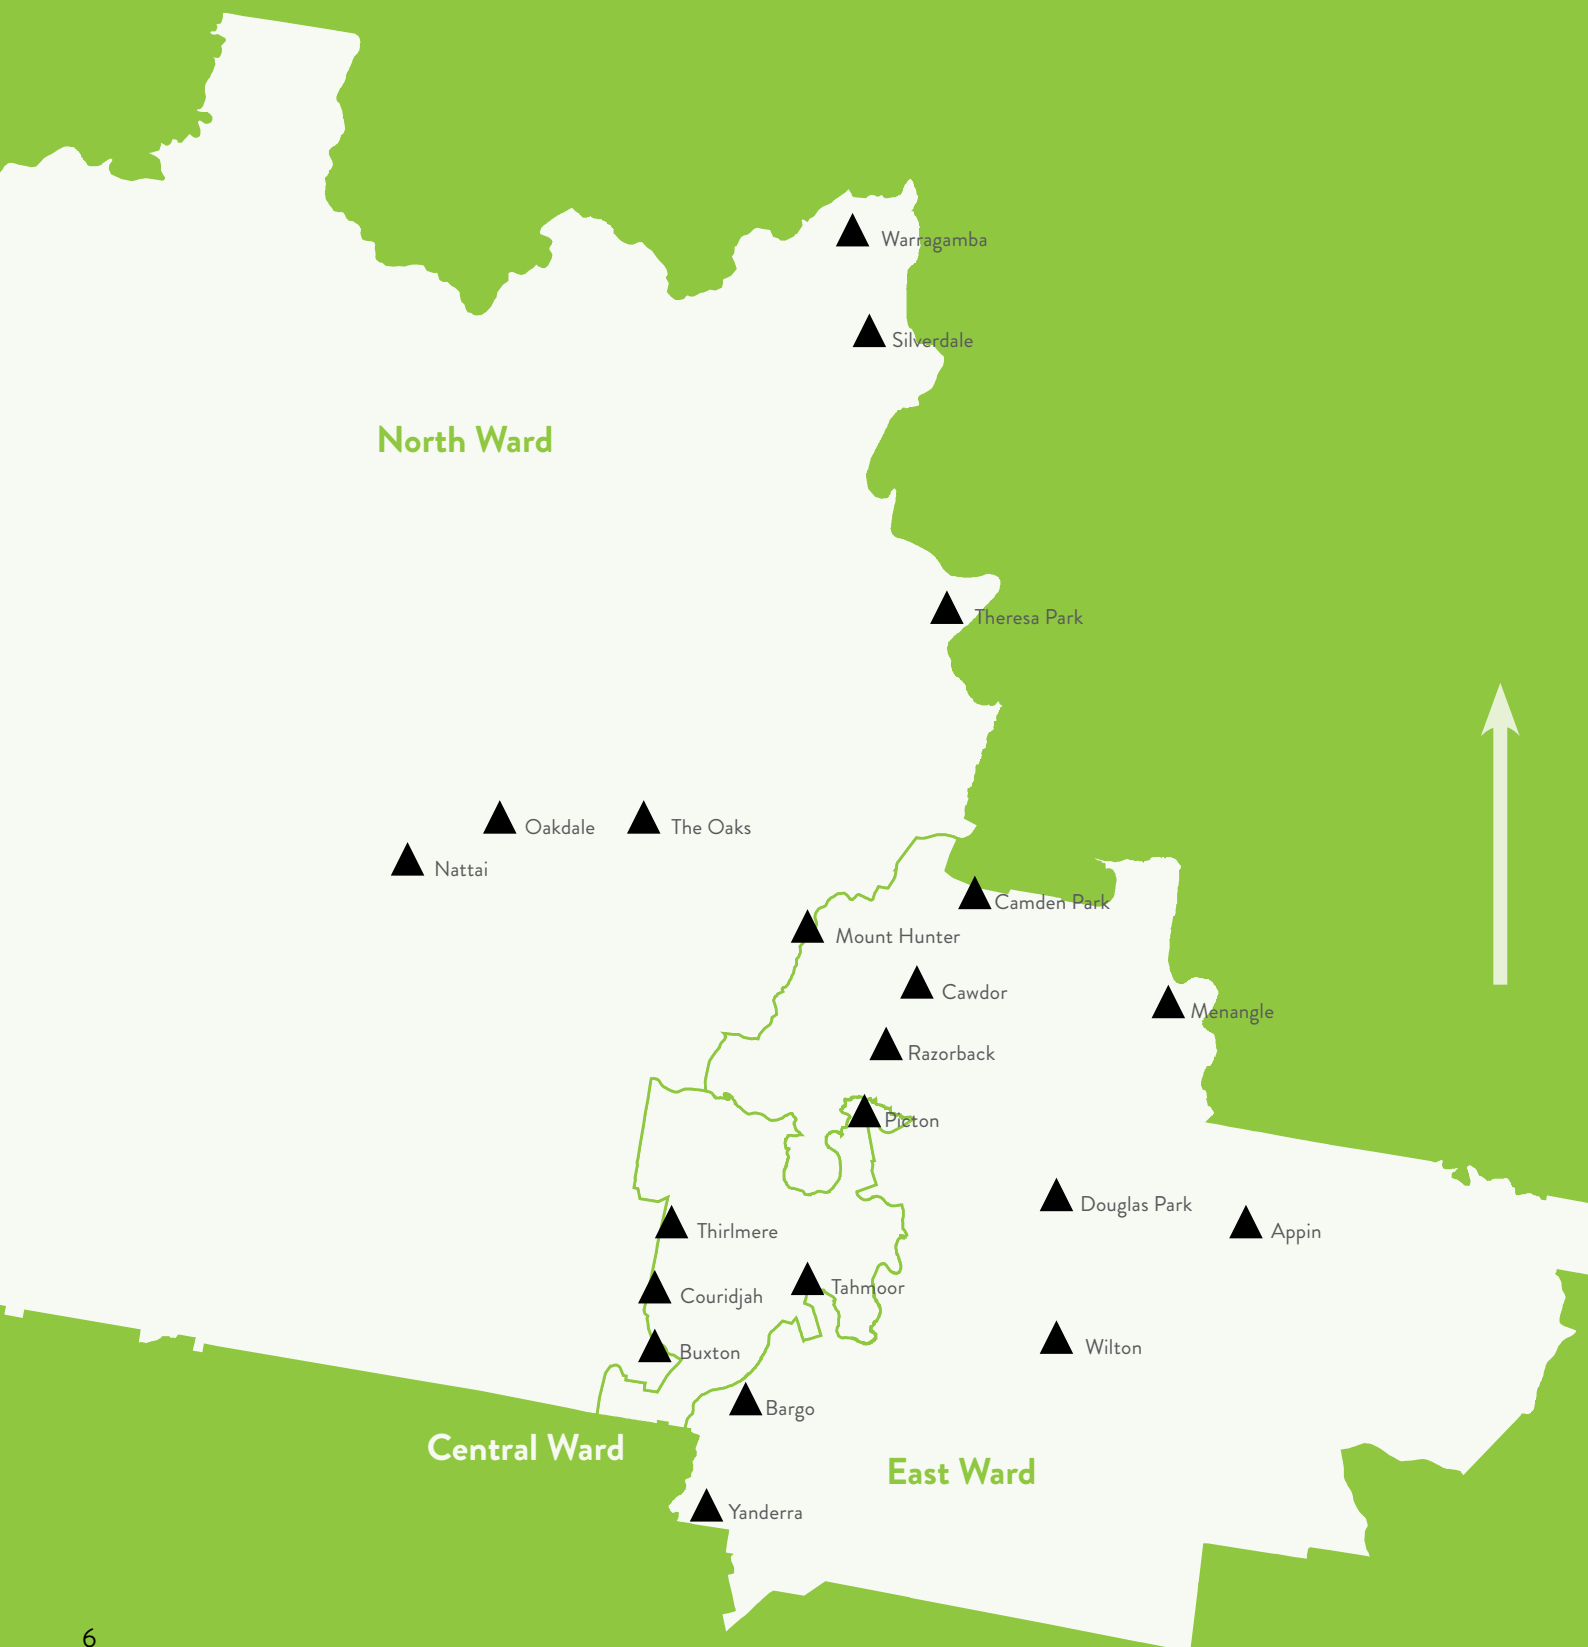 Warragamba
Silverdale
North Ward
Theresa Park
Oakdale
The Oaks
Nattai
Camden Park
Mount Hunter
Cawdor
Menangle
Razorback
Picton
Douglas Park
Thirlmere
Appin
Tahmoor
Couridjah
Wilton
Buxton
Bargo
Central Ward
East Ward
Yanderra
6